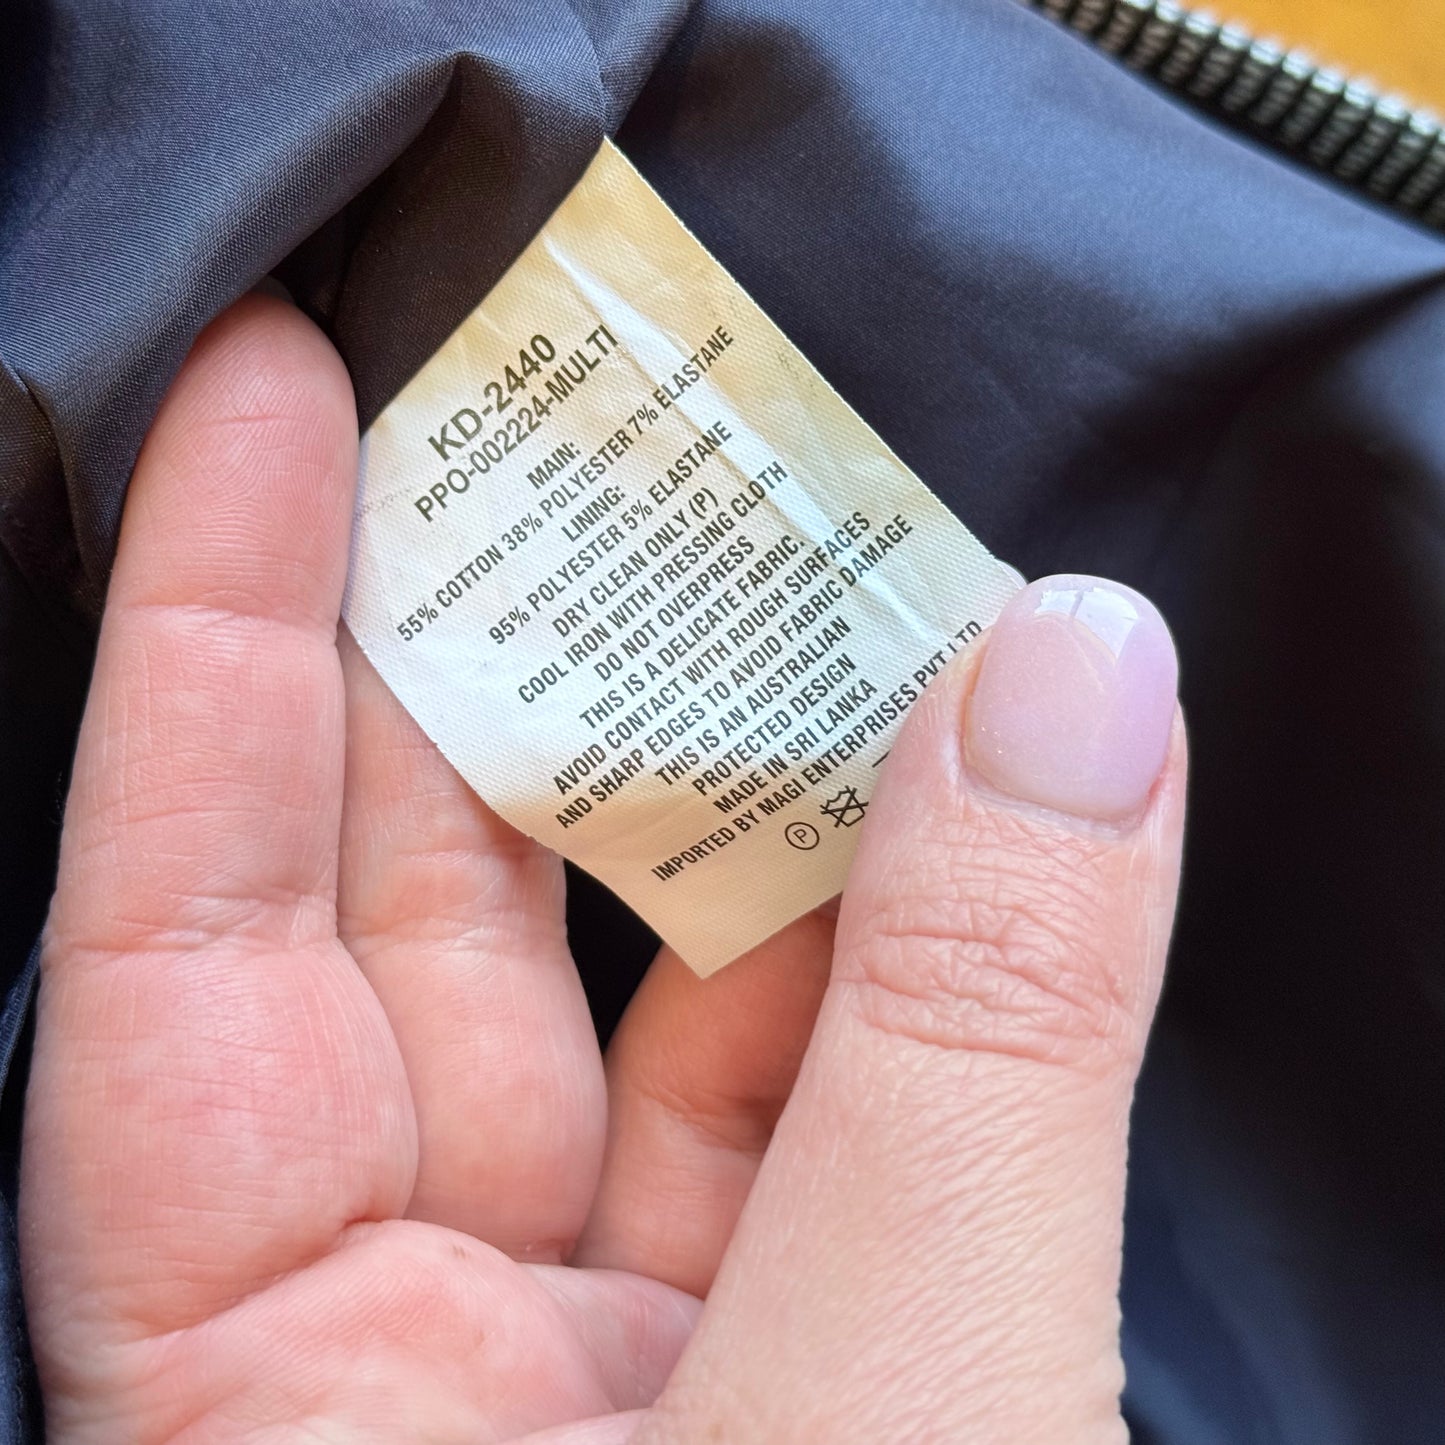 KD-2440
PPO-002224-MULTI
MAIN:
55% COTTON 38% POLYESTER 7% ELASTANE
LINING:
95% POLYESTER 5% ELASTANE
DRY CLEAN ONLY (P)
COOL IRON WITH PRESSING CLOTH
DO NOT OVERPRESS
THIS IS A DELICATE FABRIC.
AVOID CONTACT WITH ROUGH SURFACES
AND SHARP EDGES TO AVOID FABRIC DAMAGE
THIS IS AN AUSTRALIAN
PROTECTED DESIGN
MADE IN SRI LANKA
IMPORTED BY MAGI ENTERPRISES PVT LTD
P